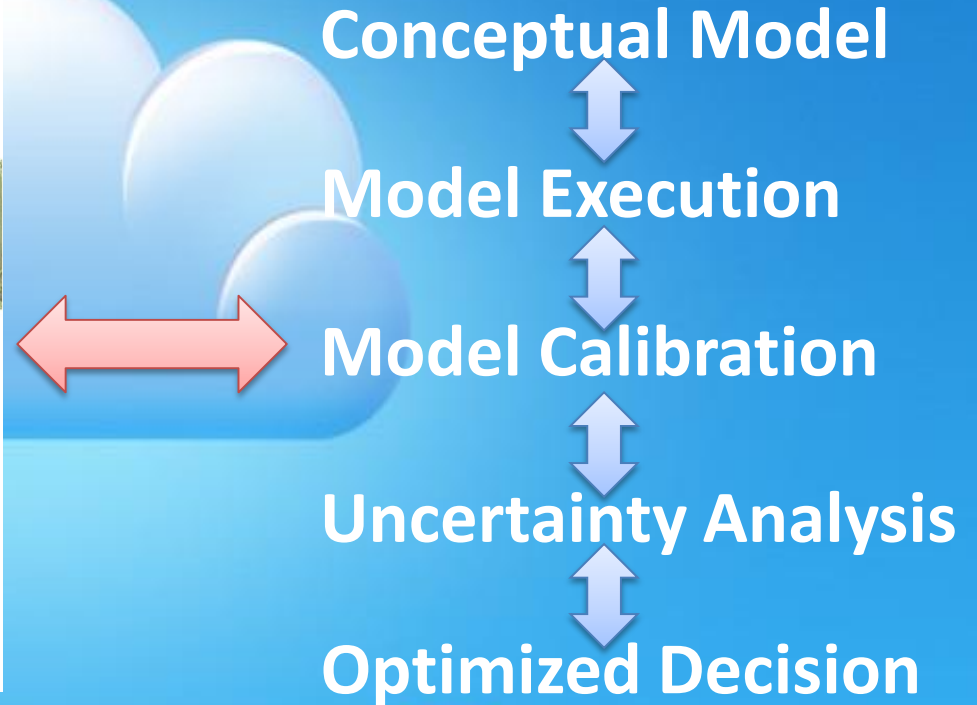 Conceptual Model
Model Execution
Model Calibration
Uncertainty Analysis
Optimized Decision